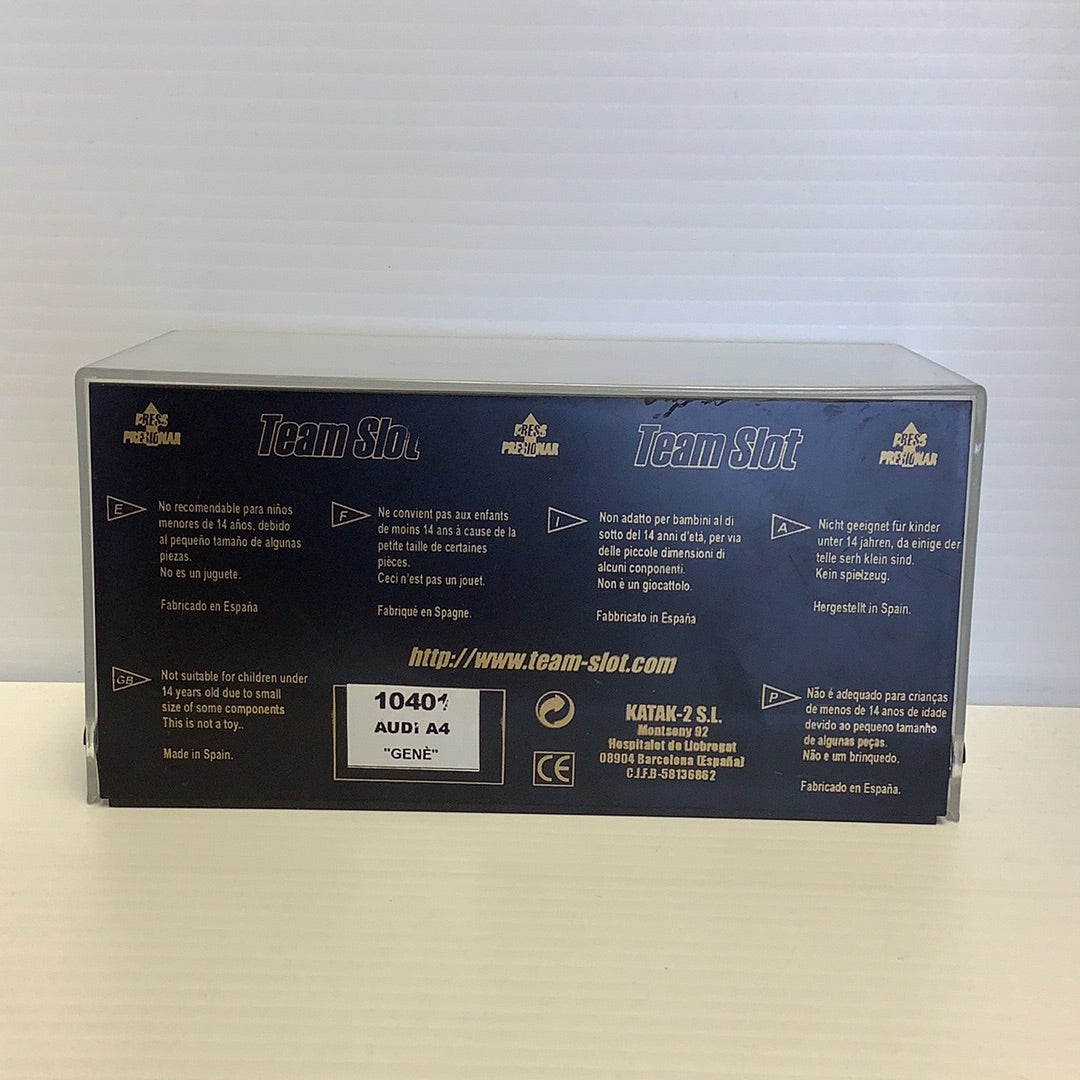 PRESS
PRESIONAR
Team Slot
PRESS
PRESIONAR
Team Slot
PRESS
PRESIONAR
E
No recomendable para niños
menores de 14 años, debido
al pequeño tamaño de algunas
piezas.
No es un juguete.
Fabricado en España
F
Ne convient pas aux enfants
de moins 14 ans à cause de la
petite taille de certaines
pièces.
Ceci n'est pas un jouet.
Fabriqué en Spagne.
I
Non adatto per bambini al di
sotto del 14 anni d'età, per via
delle piccole dimensioni di
alcuni componenti.
Non è un giocattolo.
Fabbricato in España
A
Nicht geeignet für kinder
unter 14 jahren, da einige der
telle serh klein sind.
Kein spielzeug.
Hergestellt in Spain.
http://www.team-slot.com
GB
Not suitable for children under
14 years old due to small
size of some components
This is not a toy..
Made in Spain.
10401
AUDI A4
"GENÈ"
CE
KATAK-2 S.L.
Montseny 92
Hospitalet de Llobregat
08904 Barcelona (España)
C.I.F.B-58136862
P
Não é adequado para crianças
de menos de 14 anos de idade
devido ao pequeno tamanho
de algunas peças.
Não e um brinquedo.
Fabricado en España.